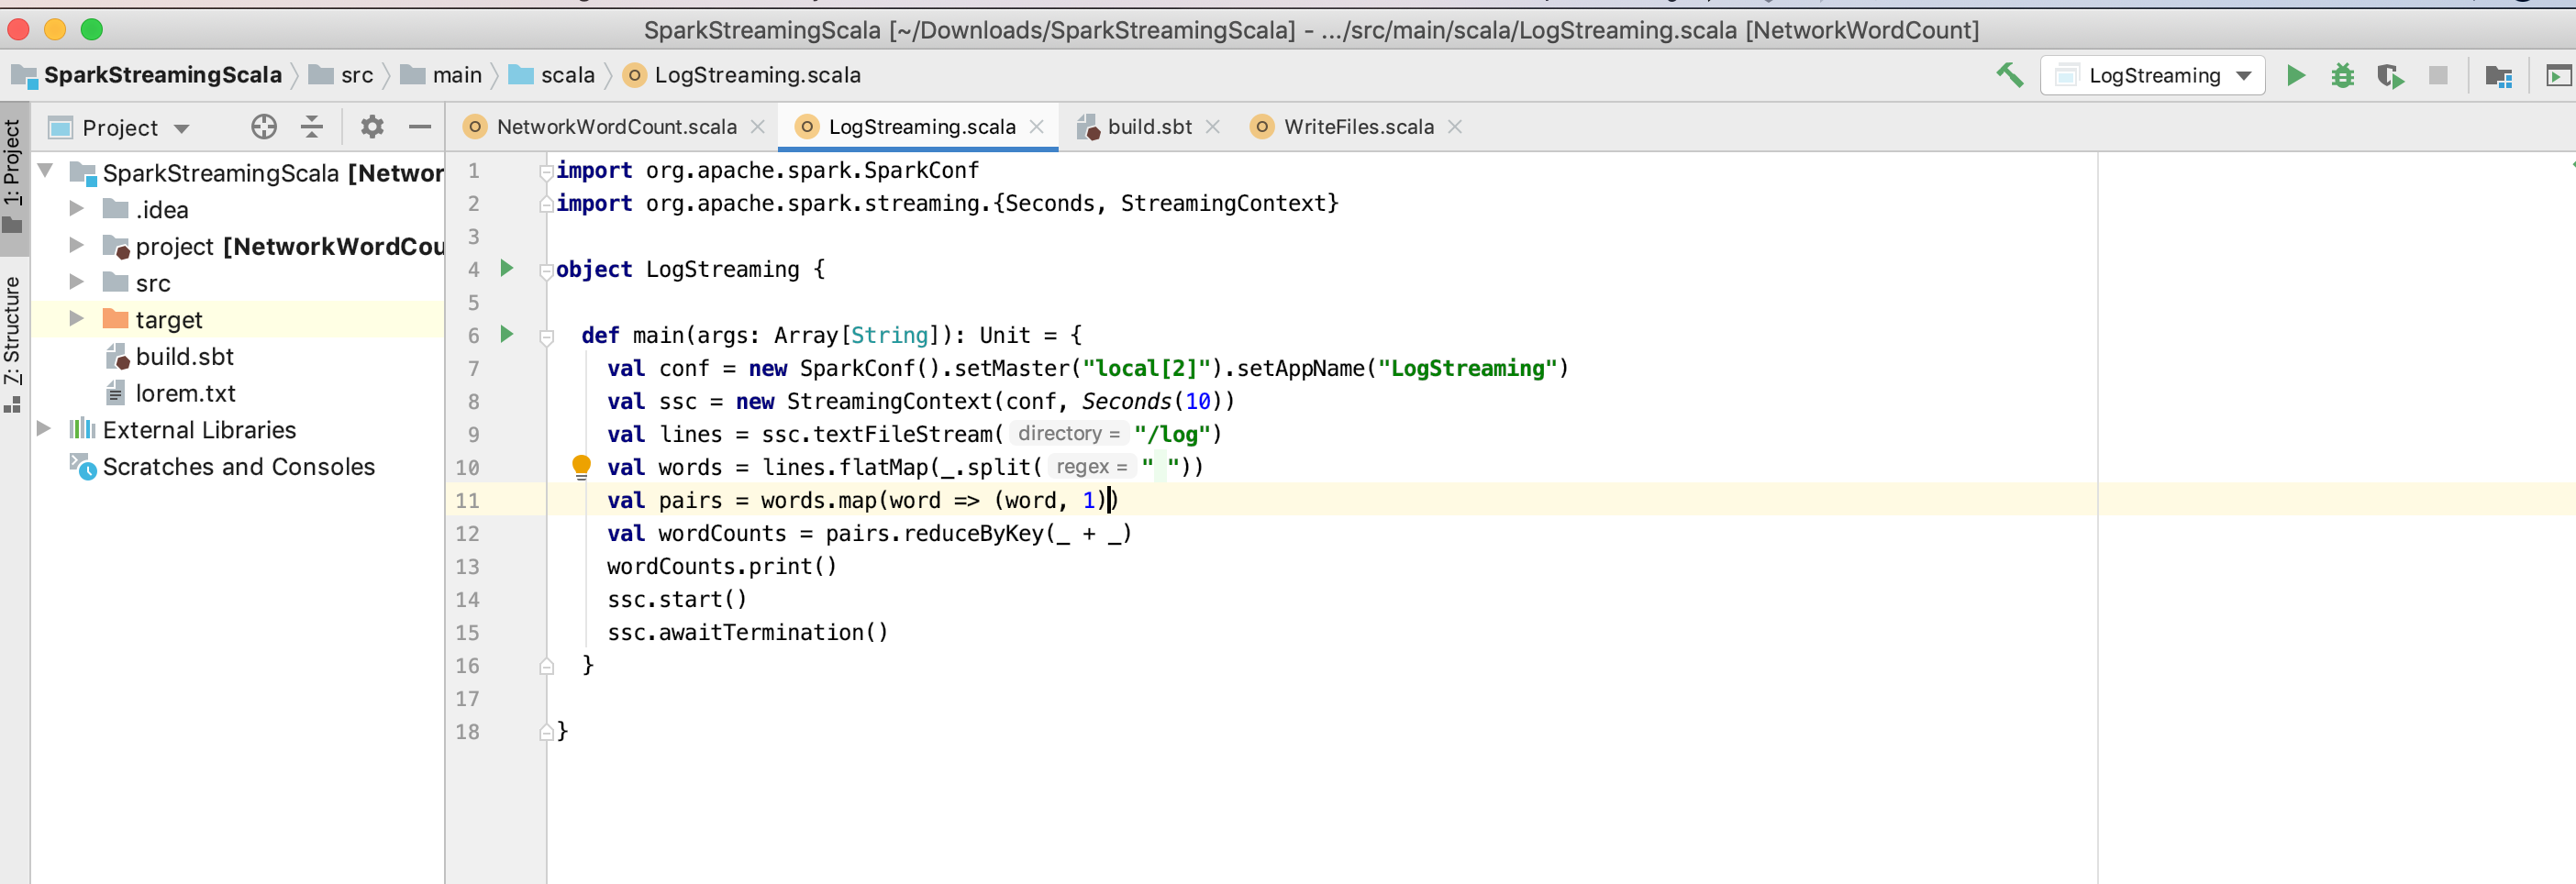 SparkStreamingScala [~/Downloads/SparkStreamingScala] - .../src/main/scala/LogStreaming.scala [NetworkWordCount]
SparkStreamingScala src main scala LogStreaming.scala LogStreaming
1: Project
Z: Structure
Project
NetworkWordCount.scala LogStreaming.scala build.sbt WriteFiles.scala
SparkStreamingScala [Networ
.idea
project [NetworkWordCou
src
target
build.sbt
lorem.txt
External Libraries
Scratches and Consoles
1 import org.apache.spark.SparkConf
2 import org.apache.spark.streaming.{Seconds, StreamingContext}
3
4 object LogStreaming {
5
6 def main(args: Array[String]): Unit = {
7 val conf = new SparkConf().setMaster("local[2]").setAppName("LogStreaming")
8 val ssc = new StreamingContext(conf, Seconds(10))
9 val lines = ssc.textFileStream( directory = "/log")
10 val words = lines.flatMap(_.split( regex = " "))
11 val pairs = words.map(word => (word, 1))
12 val wordCounts = pairs.reduceByKey(_ + _)
13 wordCounts.print()
14 ssc.start()
15 ssc.awaitTermination()
16 }
17
18 }